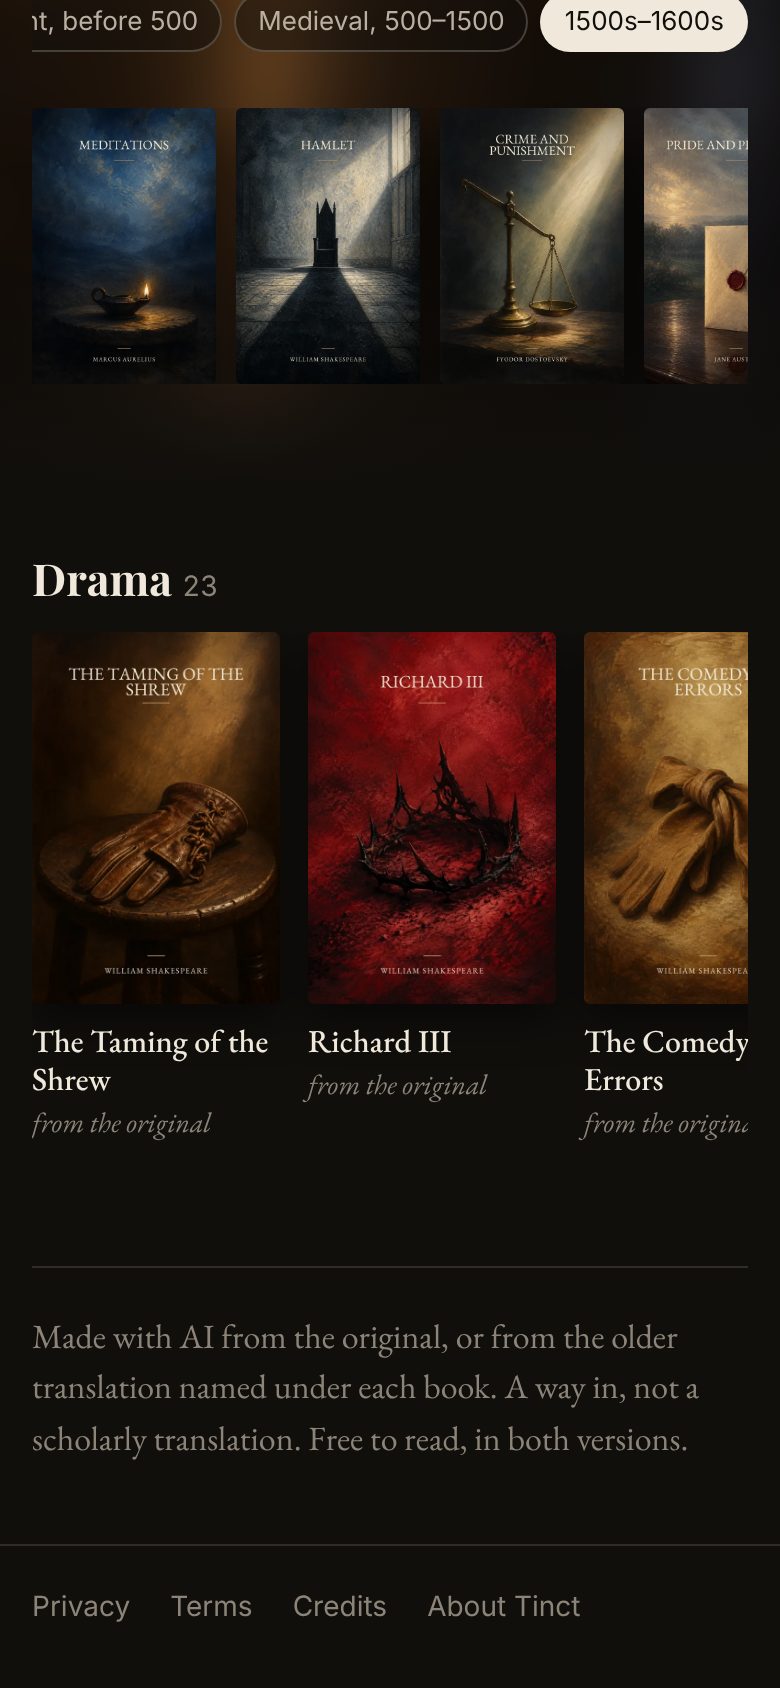 nt, before 500
Medieval, 500–1500
1500s–1600s
MEDITATIONS
MARCUS AURELIUS
HAMLET
WILLIAM SHAKESPEARE
CRIME AND
PUNISHMENT
FYODOR DOSTOEVSKY
PRIDE AND P
JANE AUST
Drama 23
THE TAMING OF THE
SHREW
WILLIAM SHAKESPEARE
RICHARD III
WILLIAM SHAKESPEARE
THE COMEDY
ERRORS
WILLIAM SHAKESPEA
The Taming of the
Shrew
from the original
Richard III
from the original
The Comedy
Errors
from the origina
Made with AI from the original, or from the older
translation named under each book. A way in, not a
scholarly translation. Free to read, in both versions.
Privacy
Terms
Credits
About Tinct